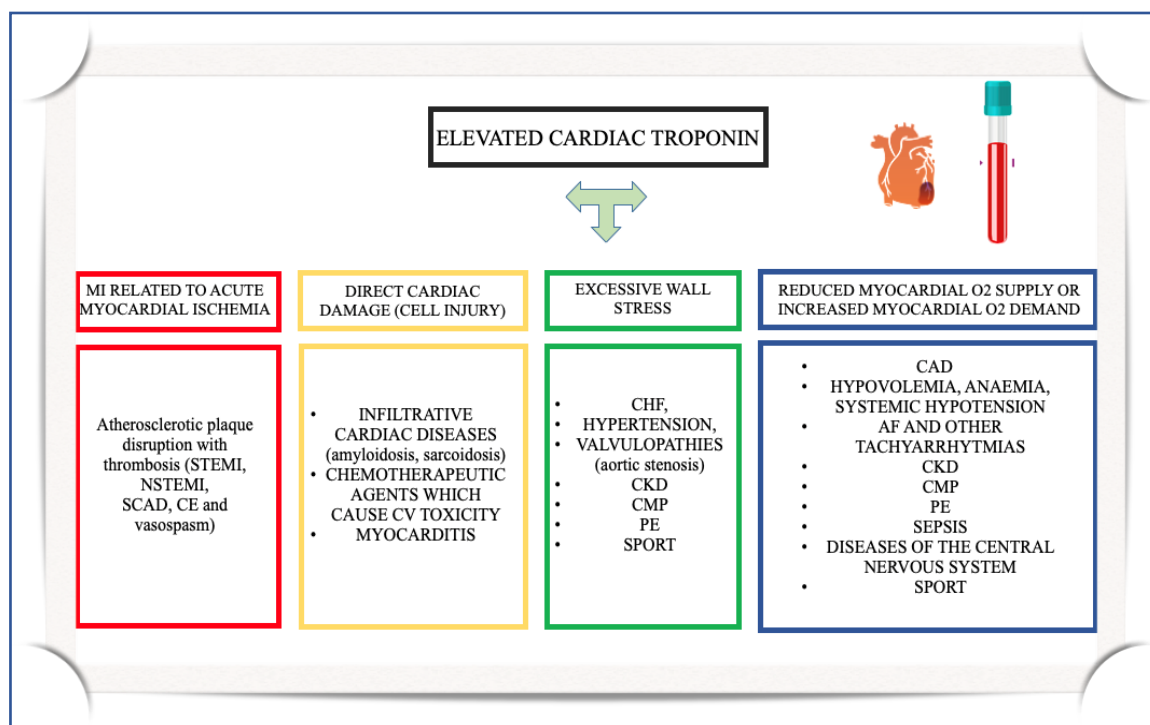 ELEVATED CARDIAC TROPONIN
MI RELATED TO ACUTE
MYOCARDIAL ISCHEMIA
DIRECT CARDIAC
DAMAGE (CELL INJURY)
EXCESSIVE WALL
STRESS
REDUCED MYOCARDIAL O2 SUPPLY OR
INCREASED MYOCARDIAL O2 DEMAND
Atherosclerotic plaque
disruption with
thrombosis (STEMI,
NSTEMI,
SCAD, CE and
vasospasm)
• INFILTRATIVE
CARDIAC DISEASES
(amyloidosis, sarcoidosis)
• CHEMOTHERAPEUTIC
AGENTS WHICH
CAUSE CV TOXICITY
• MYOCARDITIS
• CHF,
• HYPERTENSION,
• VALVULOPATHIES
(aortic stenosis)
• CKD
• CMP
• PE
• SPORT
• CAD
• HYPOVOLEMIA, ANAEMIA,
SYSTEMIC HYPOTENSION
• AF AND OTHER
TACHYARRHYTMIAS
• CKD
• CMP
• PE
• SEPSIS
• DISEASES OF THE CENTRAL
NERVOUS SYSTEM
• SPORT